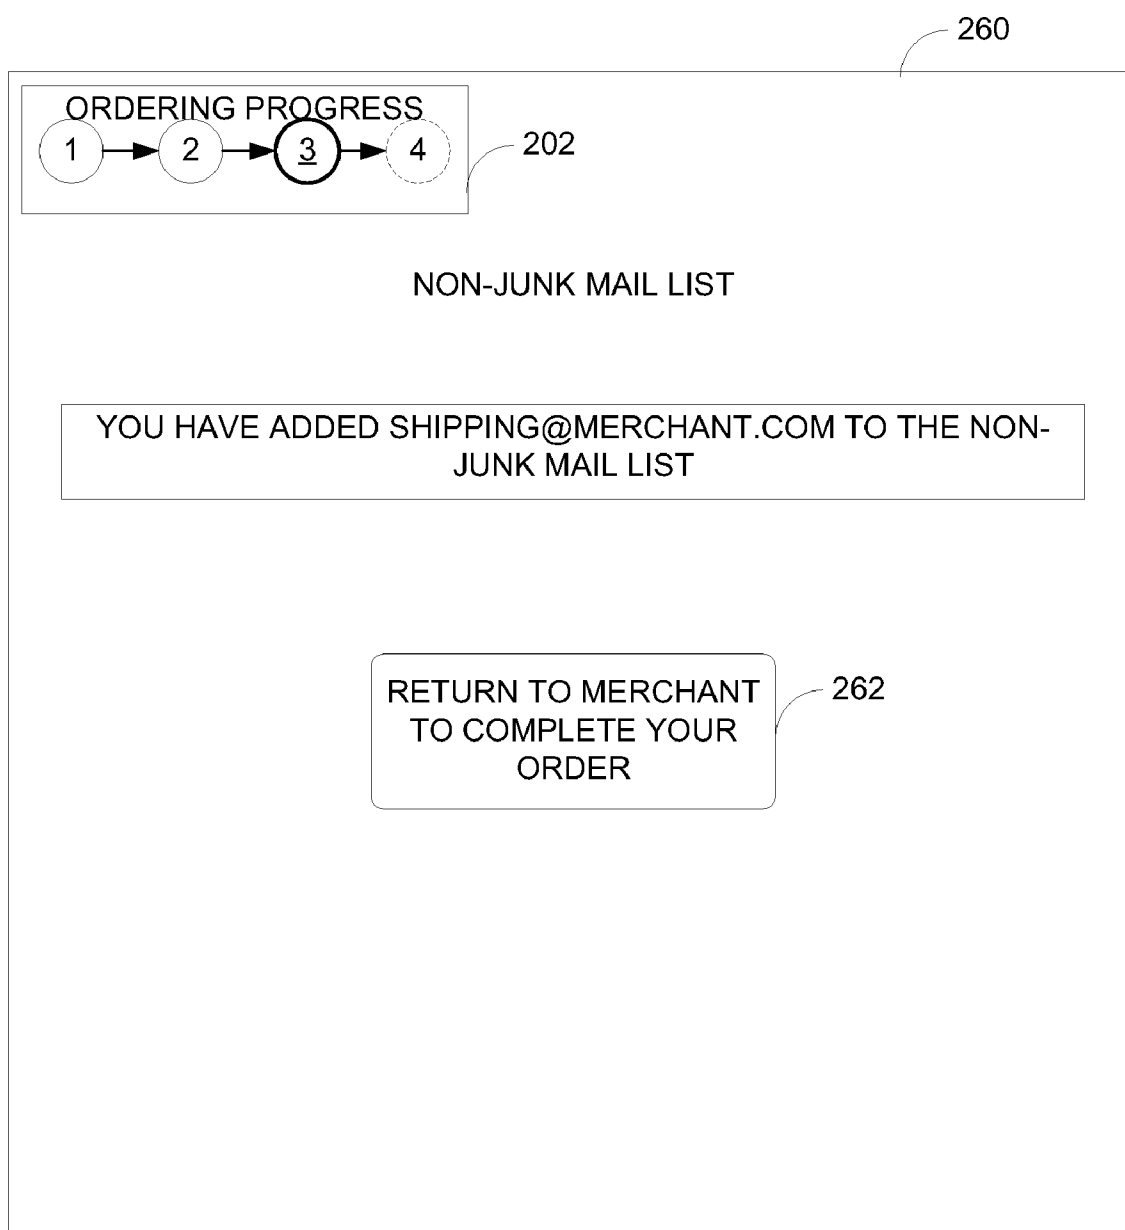 260
ORDERING PROGRESS
1 2 3 4
202
NON-JUNK MAIL LIST
YOU HAVE ADDED SHIPPING@MERCHANT.COM TO THE NON-
JUNK MAIL LIST
RETURN TO MERCHANT
TO COMPLETE YOUR
ORDER
262